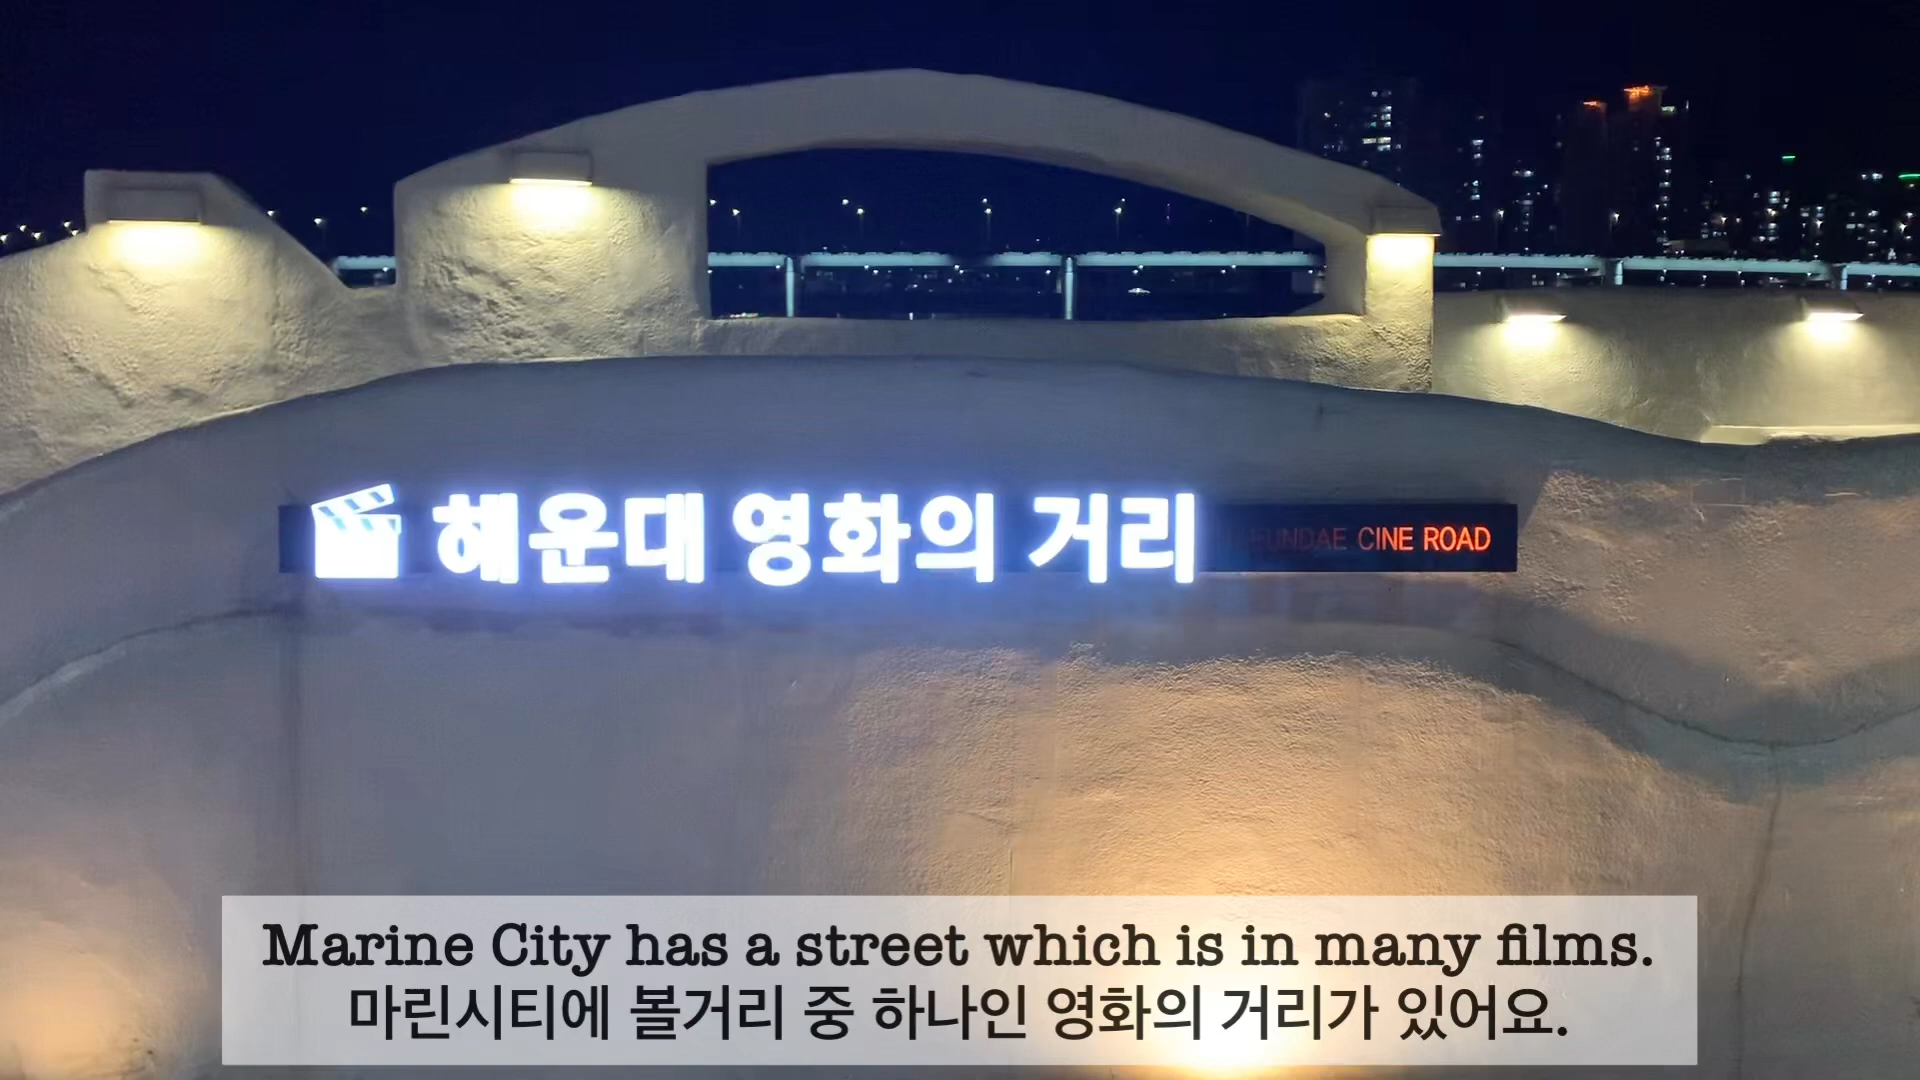 해운대 영화의 거리
CINE ROAD
Marine City has a street which is in many films.
마린시티에 볼거리 중 하나인 영화의 거리가 있어요.